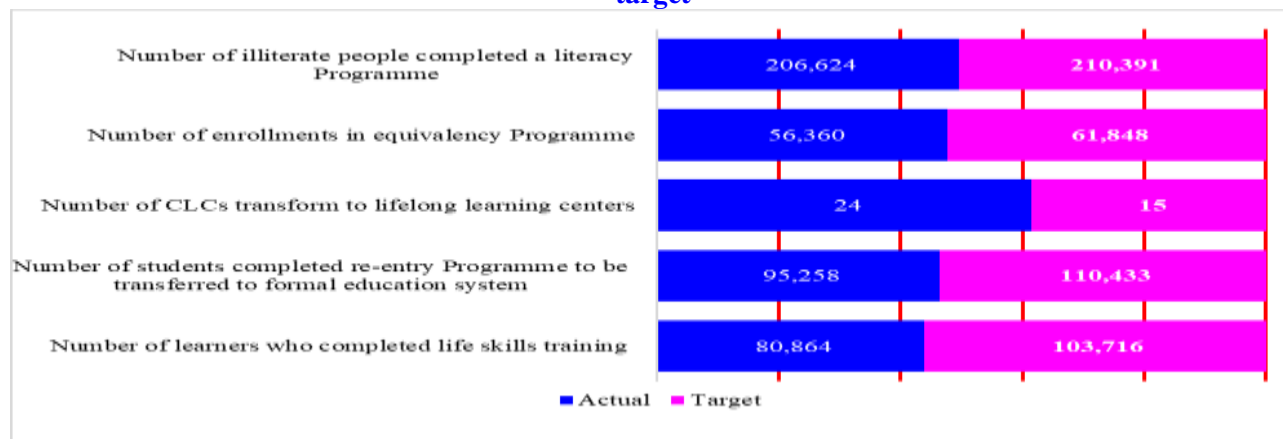 target
Number of illiterate people completed a literacy
Programme
206,624
210,391
Number of enrollments in equivalency Programme
56,360
61,848
Number of CLCs transform to lifelong learning centers
24
15
Number of students completed re-entry Programme to be
transferred to formal education system
95,258
110,433
Number of learners who completed life skills training
80,864
103,716
Actual
Target